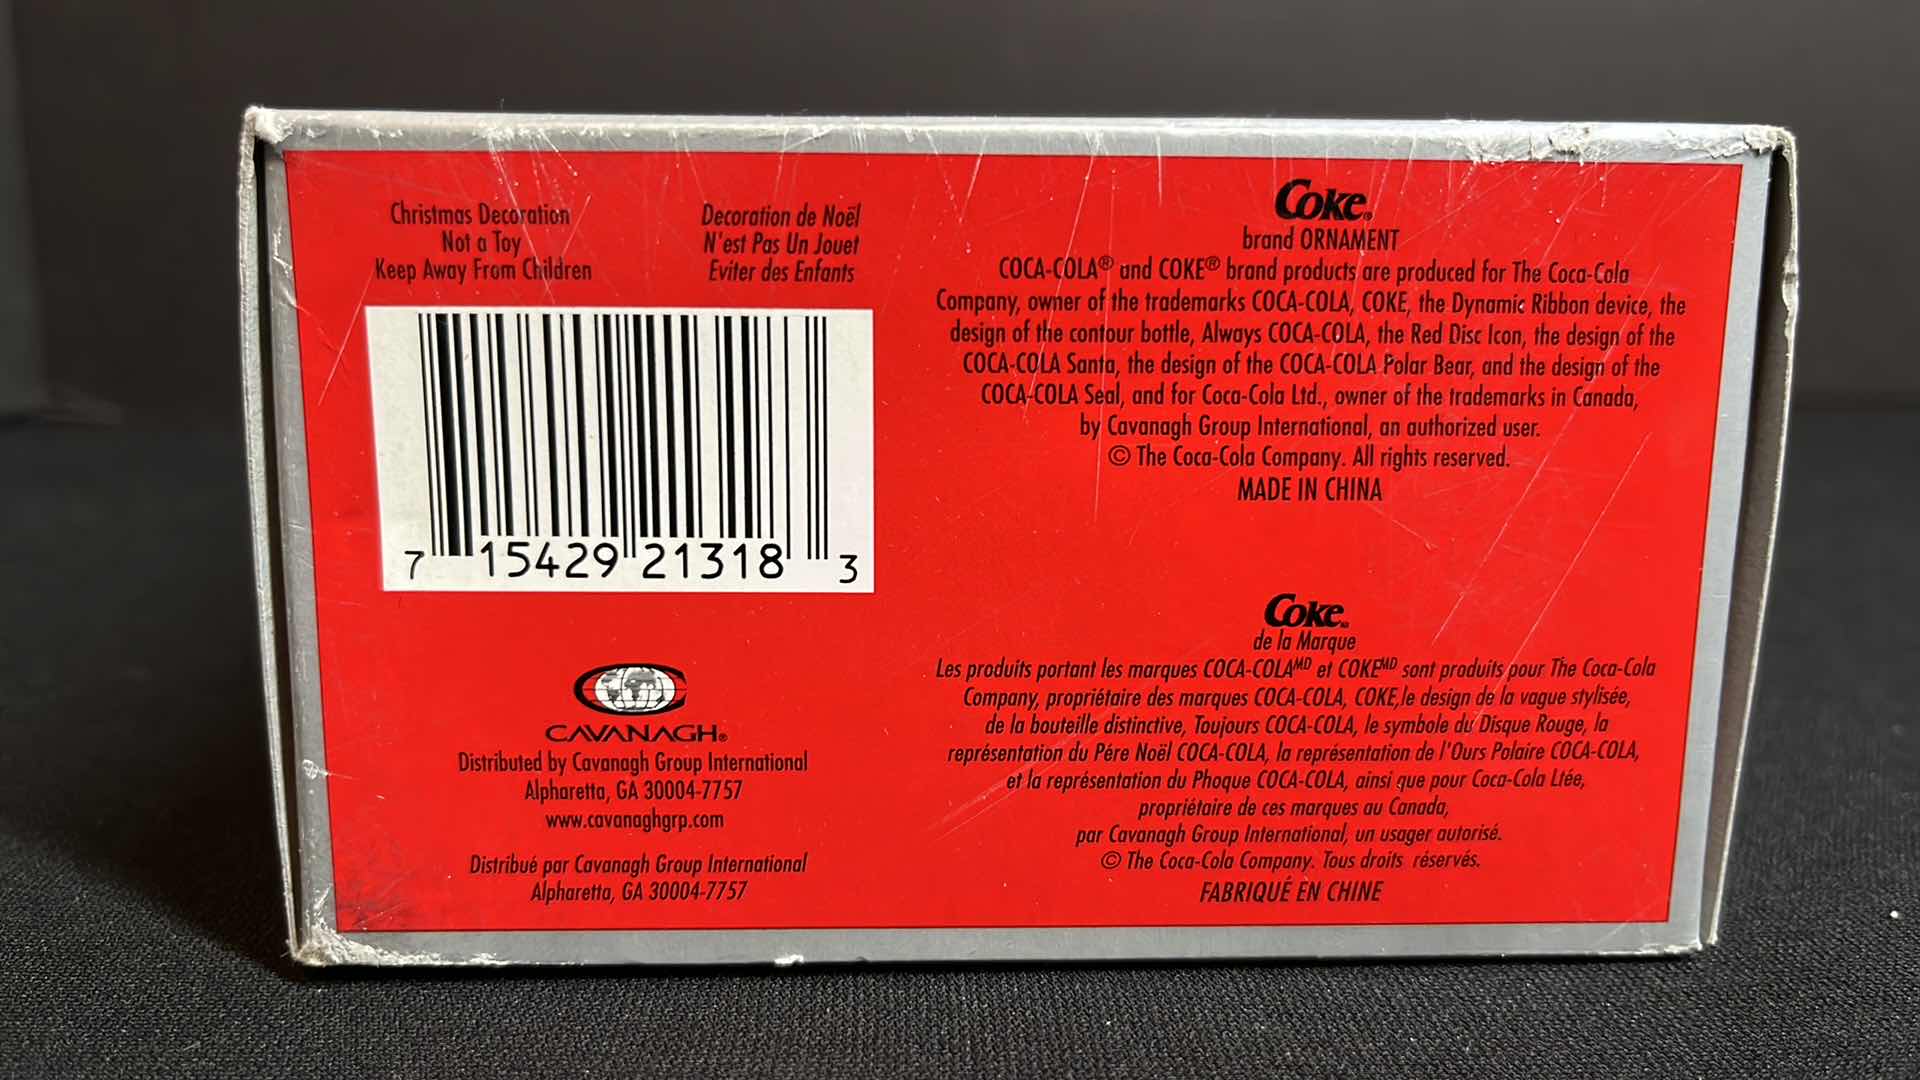 Christmas Decoration
Not a Toy
Keep Away From Children
Decoration de Noël
N'est Pas Un Jouet
Eviter des Enfants
7 15429 21318 3
CAVANAGH®
Distributed by Cavanagh Group International
Alpharetta, GA 30004-7757
www.cavanaghgrp.com
Distribué par Cavanagh Group International
Alpharetta, GA 30004-7757
Coke®
brand ORNAMENT
COCA-COLA® and COKE® brand products are produced for The Coca-Cola
Company, owner of the trademarks COCA-COLA, COKE, the Dynamic Ribbon device, the
design of the contour bottle, Always COCA-COLA, the Red Disc Icon, the design of the
COCA-COLA Santa, the design of the COCA-COLA Polar Bear, and the design of the
COCA-COLA Seal, and for Coca-Cola Ltd., owner of the trademarks in Canada,
by Cavanagh Group International, an authorized user.
© The Coca-Cola Company. All rights reserved.
MADE IN CHINA
Coke MD
de la Marque
Les produits portant les marques COCA-COLA MD et COKE MD sont produits pour The Coca-Cola
Company, propriétaire des marques COCA-COLA, COKE,le design de la vague stylisée,
de la bouteille distinctive, Toujours COCA-COLA, le symbole du Disque Rouge, la
représentation du Pére Noël COCA-COLA, la représentation de l'Ours Polaire COCA-COLA,
et la représentation du Phoque COCA-COLA, ainsi que pour Coca-Cola Ltée,
propriétaire de ces marques au Canada,
par Cavanagh Group International, un usager autorisé.
© The Coca-Cola Company. Tous droits réservés.
FABRIQUÉ EN CHINE